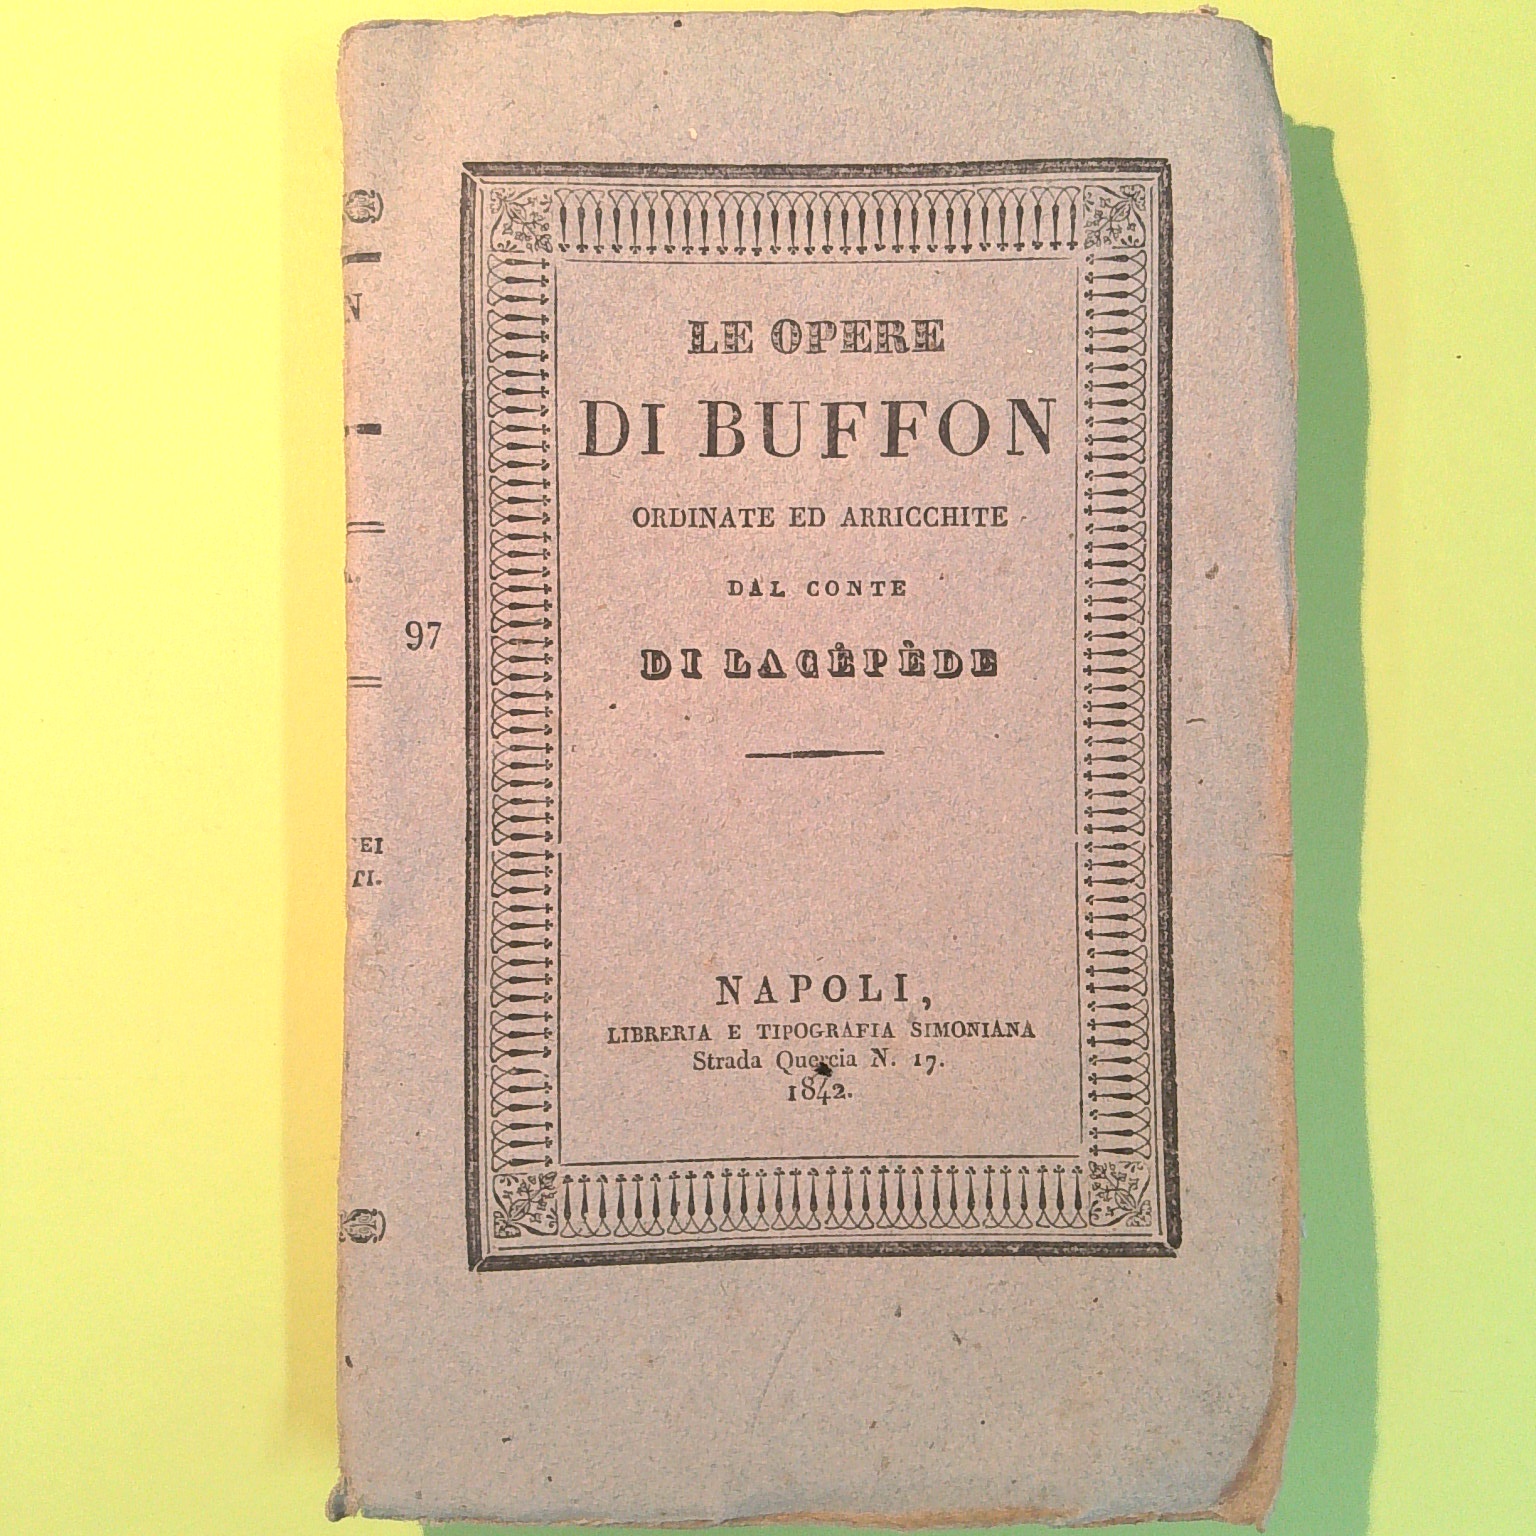 LE OPERE
DI BUFFON
ORDINATE ED ARRICCHITE
DAL CONTE
DI LACÈPÈDE
97
NAPOLI,
LIBRERIA E TIPOGRAFIA SIMONIANA
Strada Quercia N. 17.
1842.